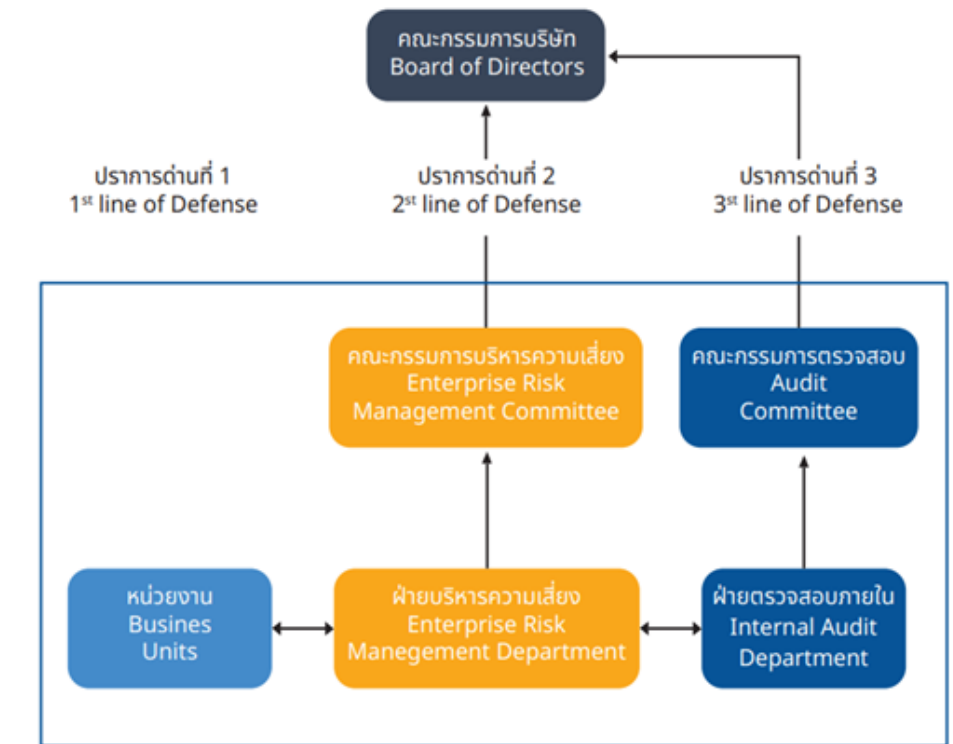 คณะกรรมการบริษัท
Board of Directors
ปราการด่านที่ 1
1st line of Defense
ปราการด่านที่ 2
2st line of Defense
ปราการด่านที่ 3
3st line of Defense
คณะกรรมการบริหารความเสี่ยง
Enterprise Risk
Management Committee
คณะกรรมการตรวจสอบ
Audit
Committee
หน่วยงาน
Busines
Units
ฝ่ายบริหารความเสี่ยง
Enterprise Risk
Manegement Department
ฝ่ายตรวจสอบภายใน
Internal Audit
Department